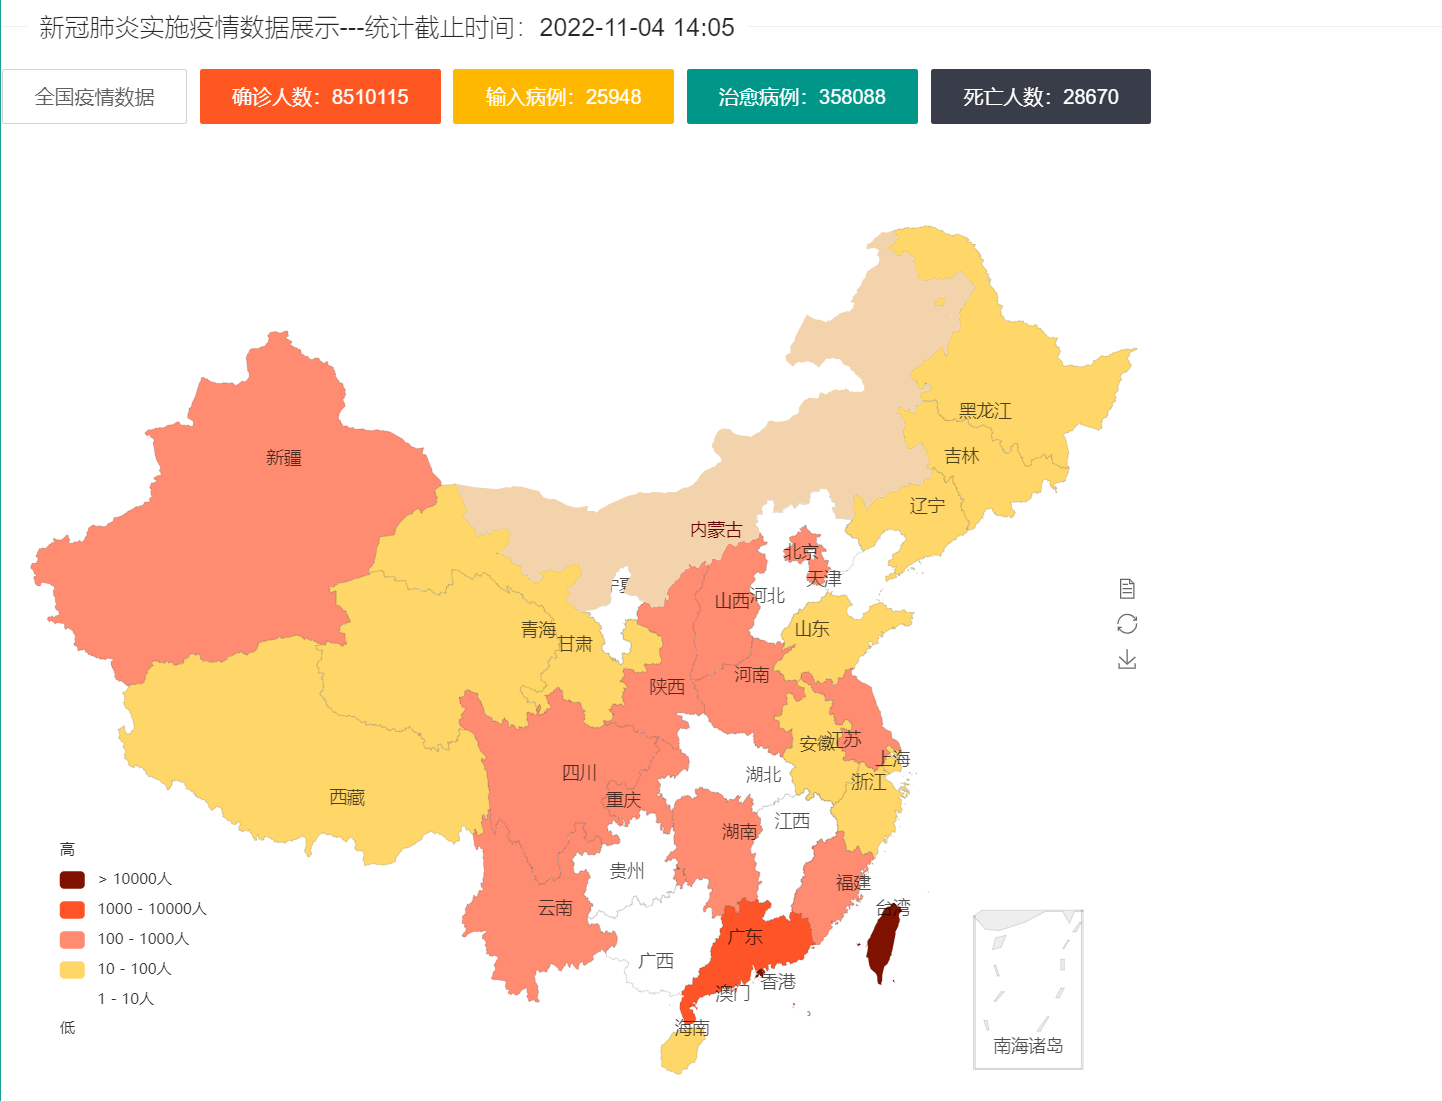 新冠肺炎实施疫情数据展示---统计截止时间：2022-11-04 14:05
全国疫情数据
确诊人数：8510115
输入病例：25948
治愈病例：358088
死亡人数：28670
黑龙江
吉林
新疆
辽宁
内蒙古
北京
天津
宁夏
河北
山西
山东
青海
甘肃
河南
陕西
江苏
安徽
上海
四川
湖北
浙江
西藏
重庆
江西
湖南
贵州
福建
云南
台湾
广东
广西
香港
澳门
海南
南海诸岛
高
> 10000人
1000 - 10000人
100 - 1000人
10 - 100人
1 - 10人
低